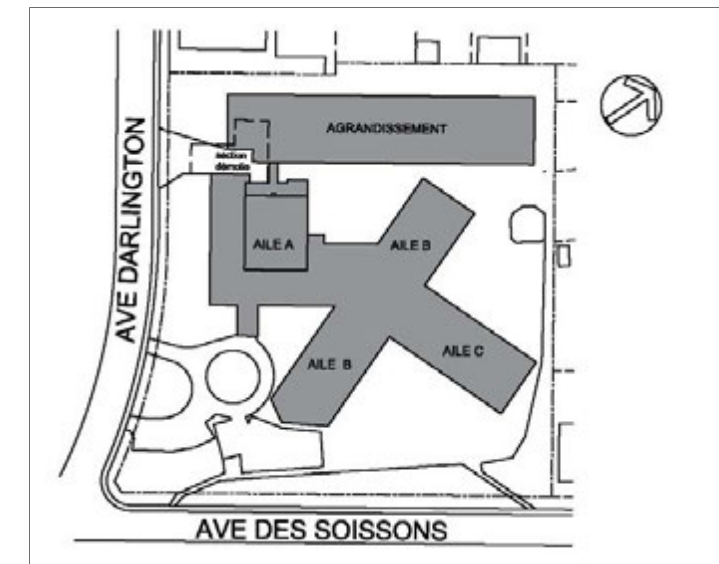 AGRANDISSEMENT
section
démolie
AVE DARLINGTON
AILE A
AILE B
AILE B
AILE C
AVE DES SOISSONS